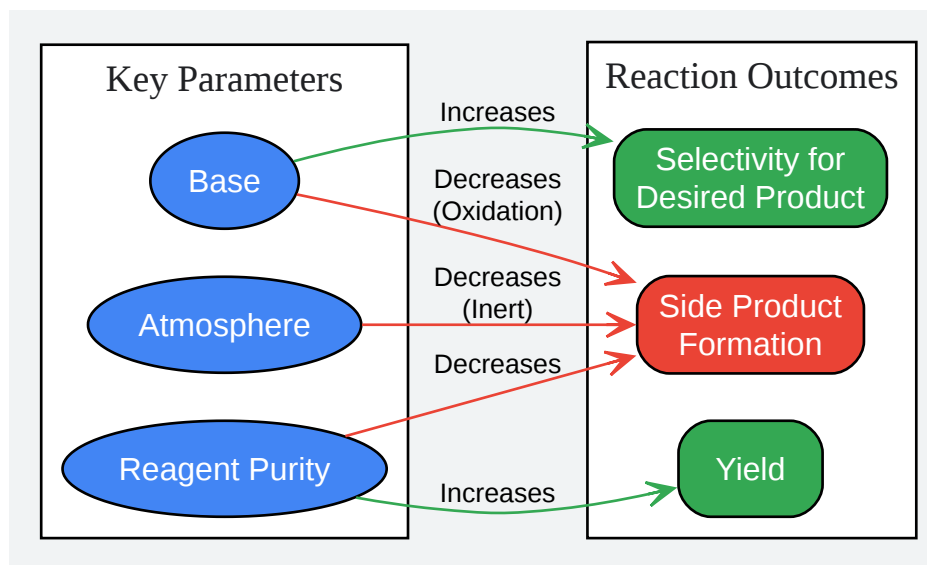 Key Parameters
Reaction Outcomes
Increases
Base
Selectivity for
Desired Product
Decreases
(Oxidation)
Decreases
(Inert)
Atmosphere
Side Product
Formation
Decreases
Reagent Purity
Yield
Increases